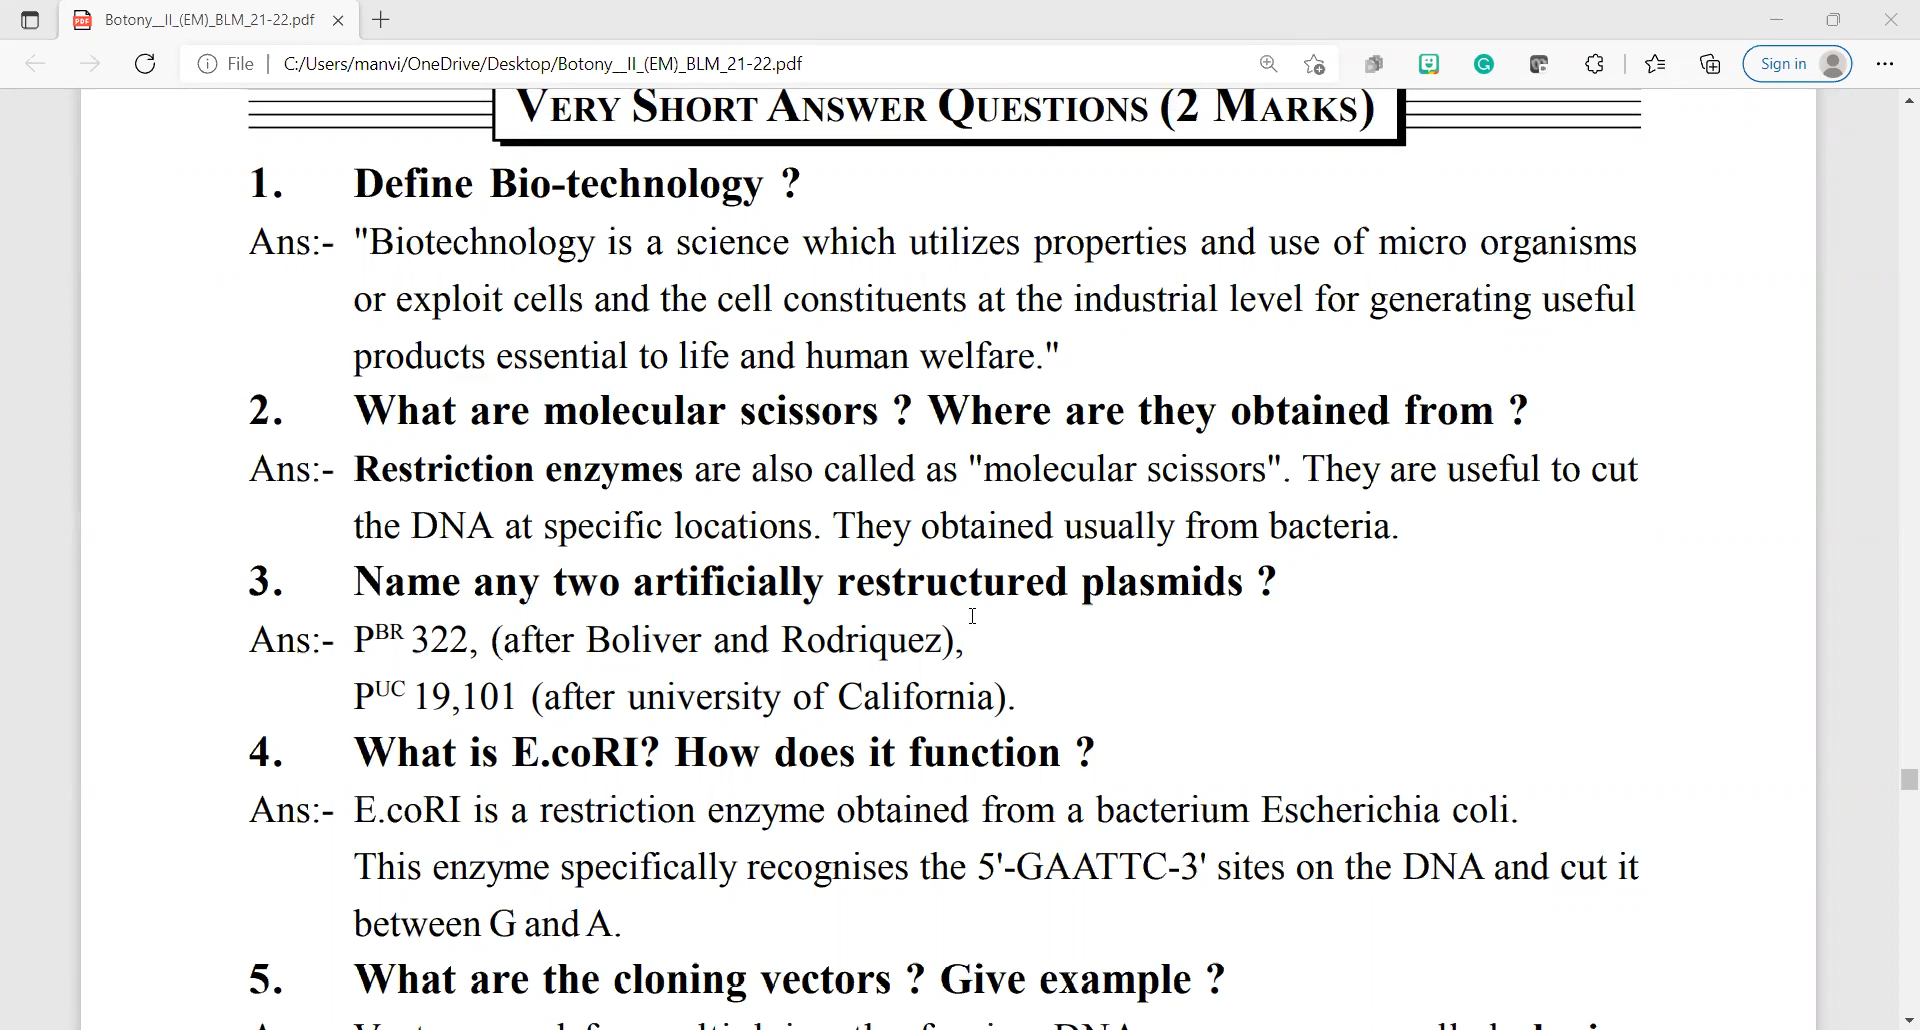 Botony__II_(EM)_BLM_21-22.pdf
File
C:/Users/manvi/OneDrive/Desktop/Botony__II_(EM)_BLM_21-22.pdf
Sign in
VERY SHORT ANSWER QUESTIONS (2 MARKS)
1. Define Bio-technology ?
Ans:- "Biotechnology is a science which utilizes properties and use of micro organisms
or exploit cells and the cell constituents at the industrial level for generating useful
products essential to life and human welfare."
2. What are molecular scissors ? Where are they obtained from ?
Ans:- Restriction enzymes are also called as "molecular scissors". They are useful to cut
the DNA at specific locations. They obtained usually from bacteria.
3. Name any two artificially restructured plasmids ?
Ans:- PBR 322, (after Boliver and Rodriquez),
PUC 19,101 (after university of California).
4. What is E.coRI? How does it function ?
Ans:- E.coRI is a restriction enzyme obtained from a bacterium Escherichia coli.
This enzyme specifically recognises the 5'-GAATTC-3' sites on the DNA and cut it
between G and A.
5. What are the cloning vectors ? Give example ?